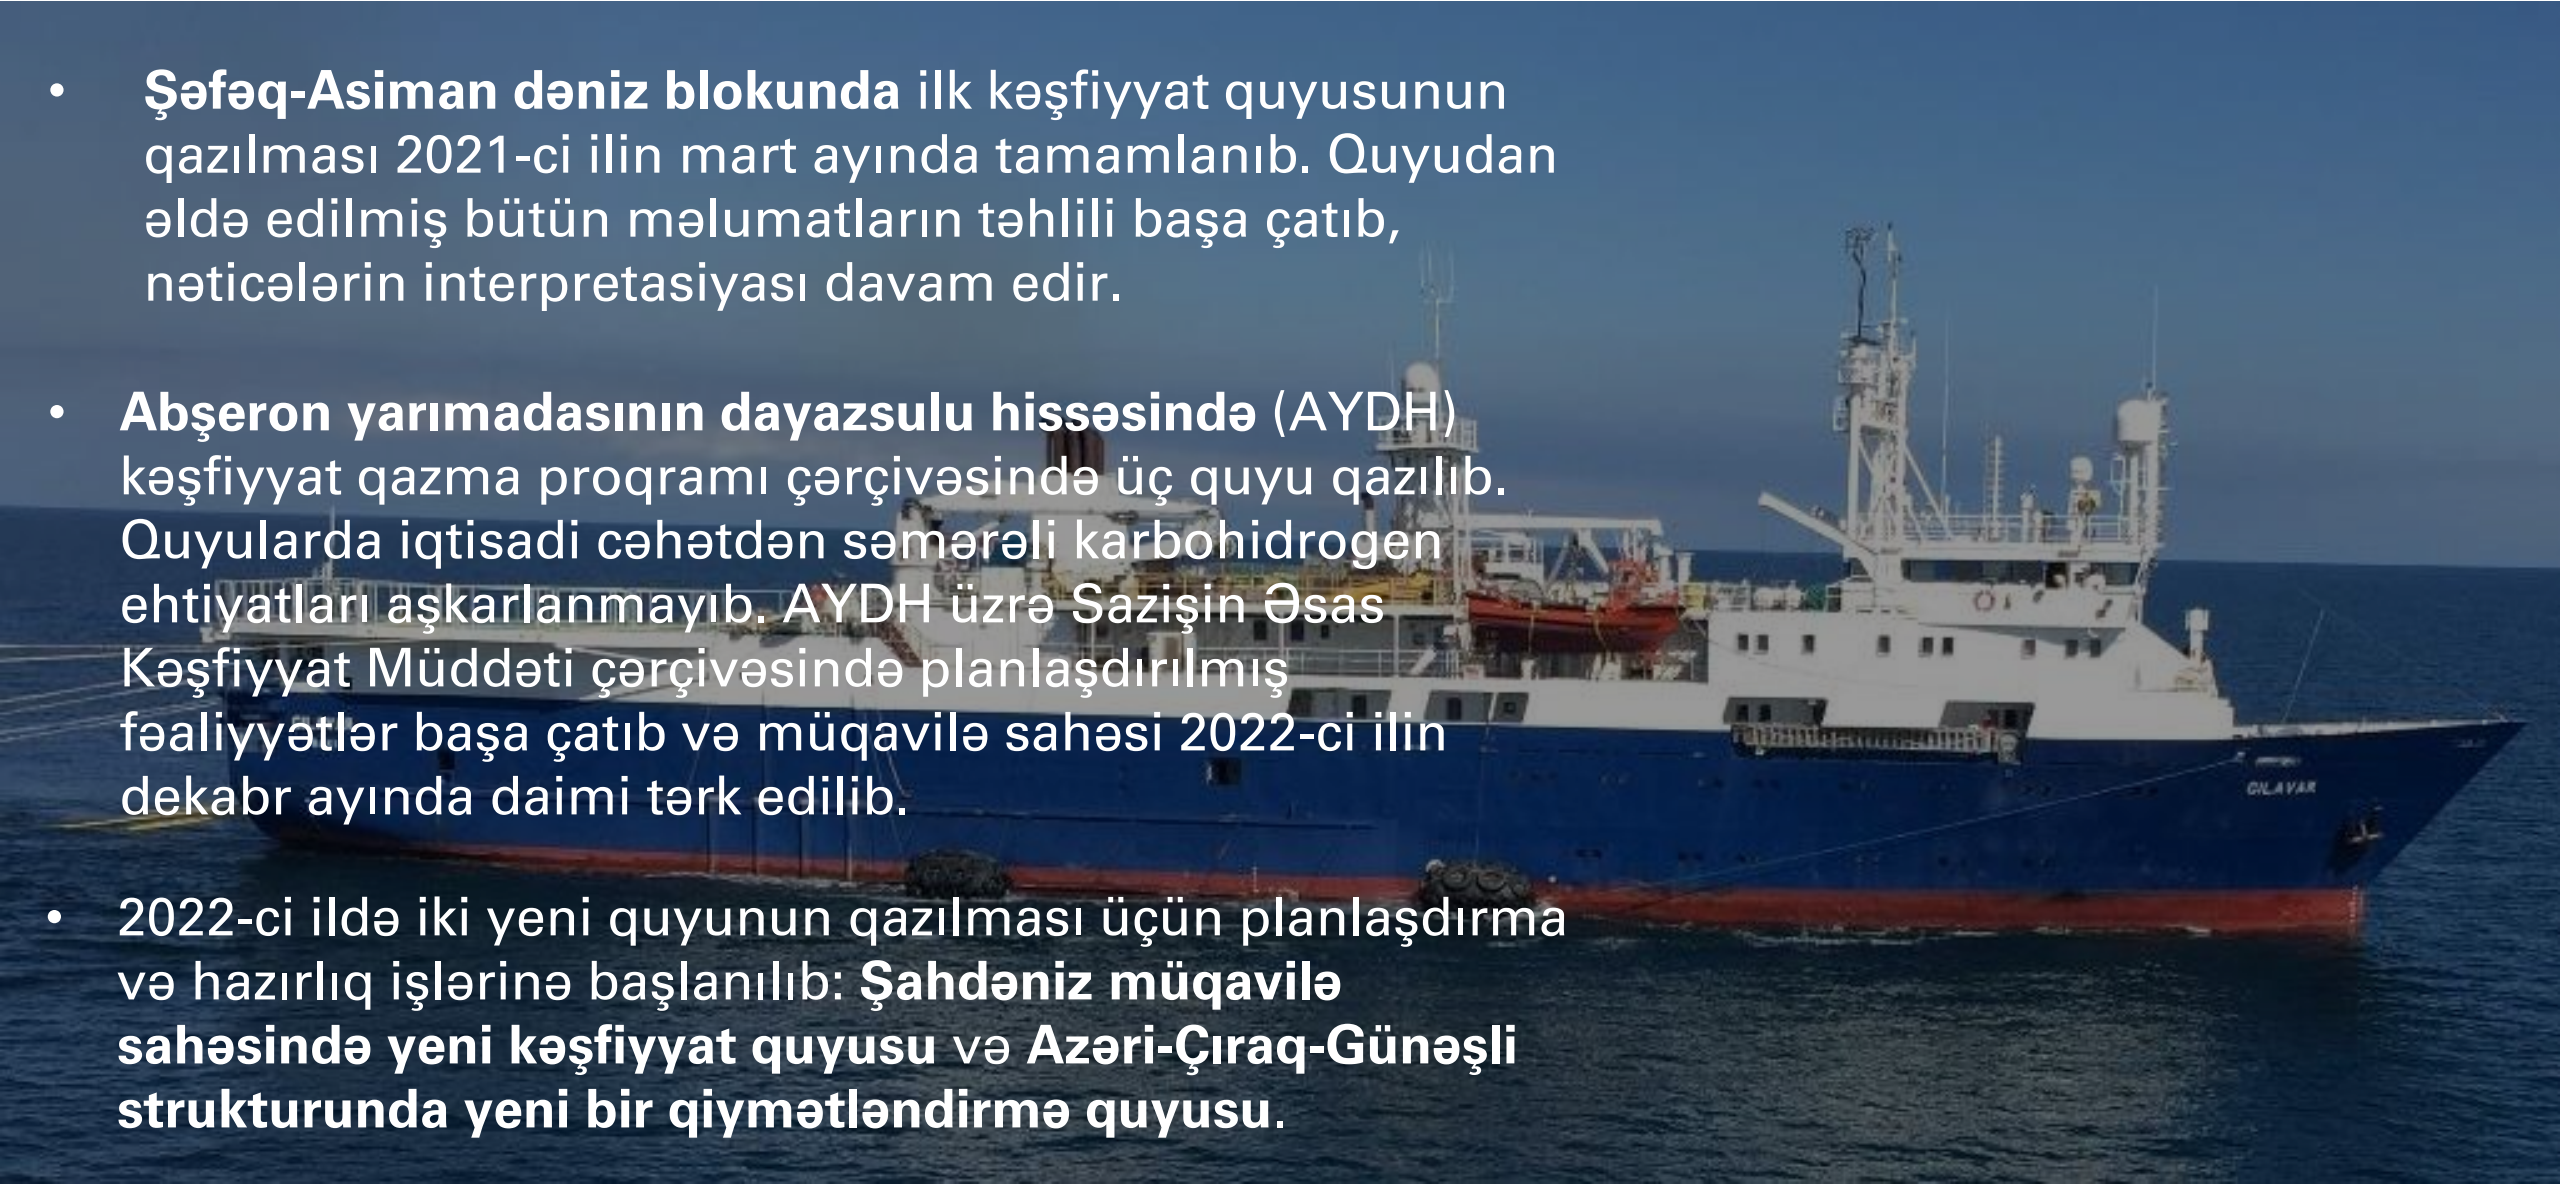 • Şəfəq-Asiman dəniz blokunda ilk kəşfiyyat quyusunun
qazılması 2021-ci ilin mart ayında tamamlanıb. Quyudan
əldə edilmiş bütün məlumatların təhlili başa çatıb,
nəticələrin interpretasiyası davam edir.
• Abşeron yarımadasının dayazsulu hissəsində (AYDH)
kəşfiyyat qazma proqramı çərçivəsində üç quyu qazılıb.
Quyularda iqtisadi cəhətdən səmərəli karbohidrogen
ehtiyatları aşkarlanmayıb. AYDH üzrə Sazişin Əsas
Kəşfiyyat Müddəti çərçivəsində planlaşdırılmış
fəaliyyətlər başa çatıb və müqavilə sahəsi 2022-ci ilin
dekabr ayında daimi tərk edilib.
GILAVAR
• 2022-ci ildə iki yeni quyunun qazılması üçün planlaşdırma
və hazırlıq işlərinə başlanılıb: Şahdəniz müqavilə
sahəsində yeni kəşfiyyat quyusu və Azəri-Çıraq-Günəşli
strukturunda yeni bir qiymətləndirmə quyusu.